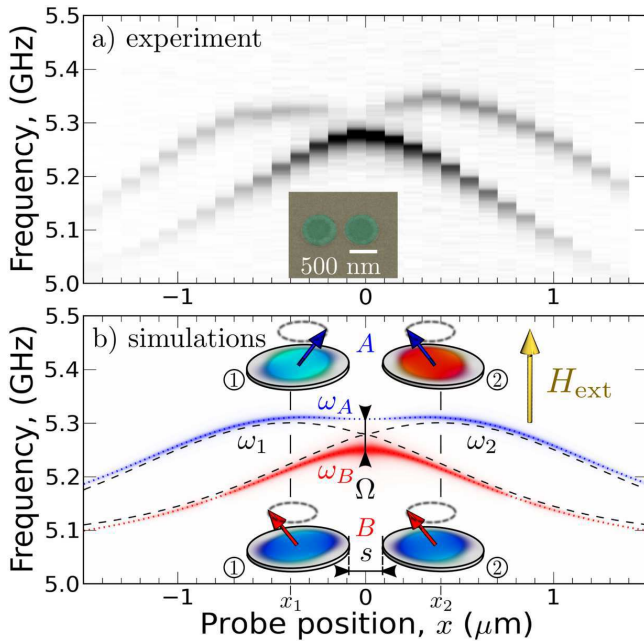 a) experiment
Frequency, (GHz)
5.5
5.4
5.3
5.2
5.1
5.0
500 nm
−1 0 1
b) simulations
Frequency, (GHz)
5.5
5.4
5.3
5.2
5.1
5.0
A
① ②
H_ext
ω_A
ω_1 ω_2
ω_B
Ω
B
① ②
s
−1 x_1 0 x_2 1
Probe position, x (μm)